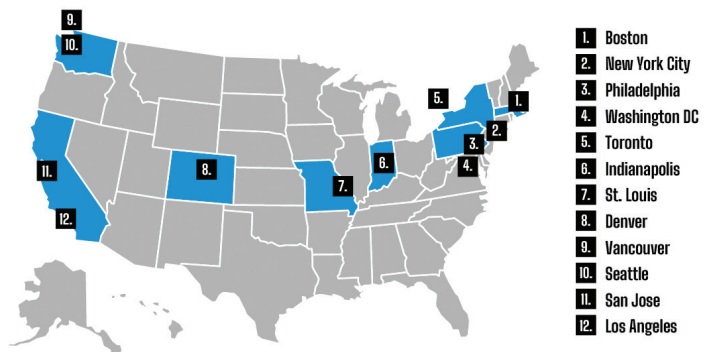 9.
10.
5.
1.
2.
3.
4.
6.
7.
8.
11.
12.
1. Boston
2. New York City
3. Philadelphia
4. Washington DC
5. Toronto
6. Indianapolis
7. St. Louis
8. Denver
9. Vancouver
10. Seattle
11. San Jose
12. Los Angeles